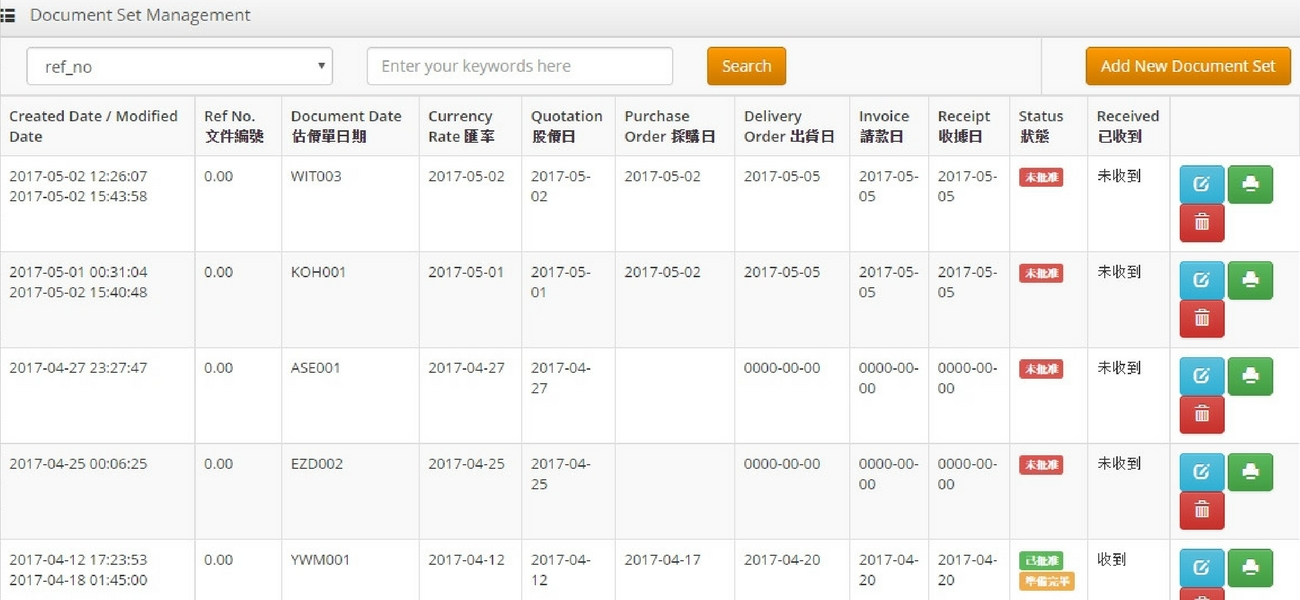 Document Set Management
ref_no
Enter your keywords here
Search
Add New Document Set
Created Date / Modified
Date
Ref No.
文件編號
Document Date
估價單日期
Currency
Rate 匯率
Quotation
股價日
Purchase
Order 採購日
Delivery
Order 出貨日
Invoice
請款日
Receipt
收據日
Status
狀態
Received
已收到
2017-05-02 12:26:07
2017-05-02 15:43:58
0.00
WIT003
2017-05-02
2017-05-
02
2017-05-02
2017-05-05
2017-05-
05
2017-05-
05
未批准
未收到
2017-05-01 00:31:04
2017-05-02 15:40:48
0.00
KOH001
2017-05-01
2017-05-
01
2017-05-02
2017-05-05
2017-05-
05
2017-05-
05
未批准
未收到
2017-04-27 23:27:47
0.00
ASE001
2017-04-27
2017-04-
27
0000-00-00
0000-00-
00
0000-00-
00
未批准
未收到
2017-04-25 00:06:25
0.00
EZD002
2017-04-25
2017-04-
25
0000-00-00
0000-00-
00
0000-00-
00
未批准
未收到
2017-04-12 17:23:53
2017-04-18 01:45:00
0.00
YWM001
2017-04-12
2017-04-
12
2017-04-17
2017-04-20
2017-04-
20
2017-04-
20
已批准
準備完畢
收到